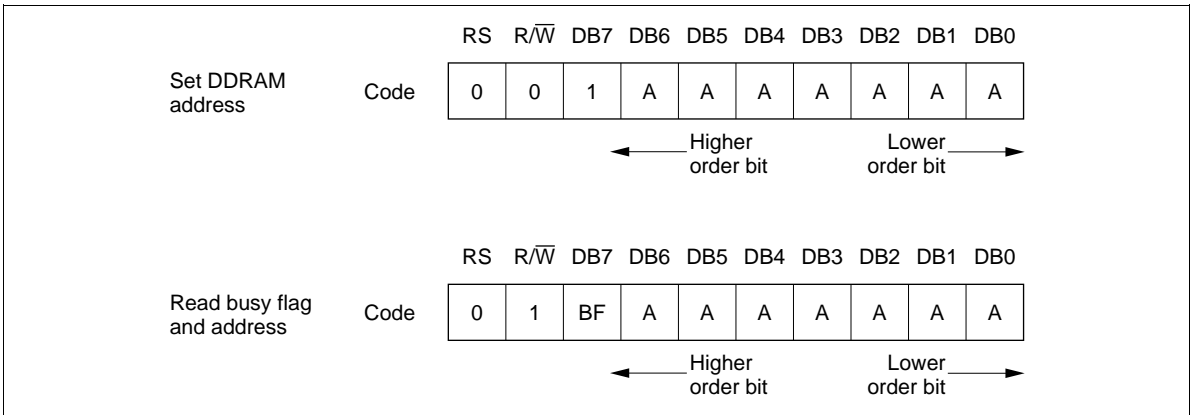 RS R/W̅ DB7 DB6 DB5 DB4 DB3 DB2 DB1 DB0
Set DDRAM
address
Code 0 0 1 A A A A A A A
Higher
order bit
Lower
order bit
RS R/W̅ DB7 DB6 DB5 DB4 DB3 DB2 DB1 DB0
Read busy flag
and address
Code 0 1 BF A A A A A A A
Higher
order bit
Lower
order bit